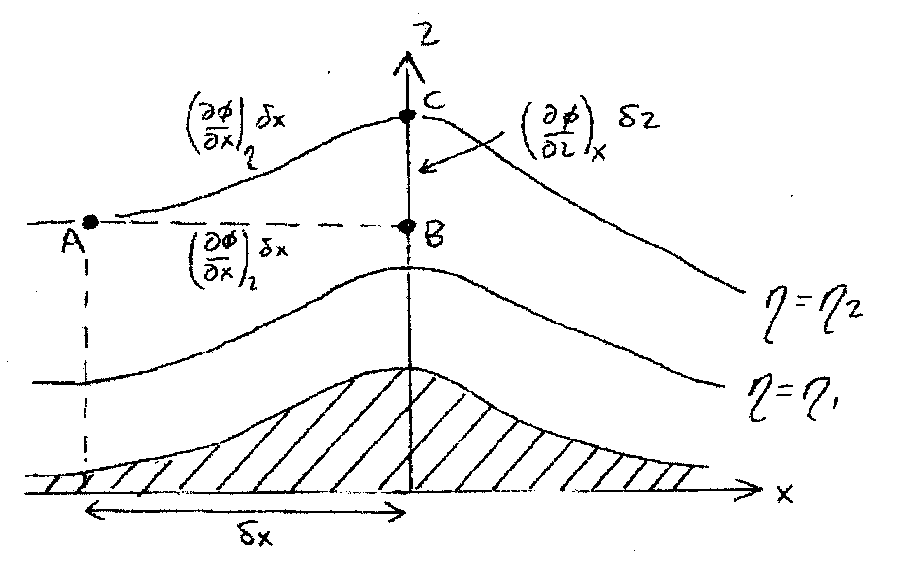 z
C
(∂φ/∂x)_η δx
(∂φ/∂z)_x δz
A
(∂φ/∂x)_z δx
B
η = η₂
η = η₁
x
δx